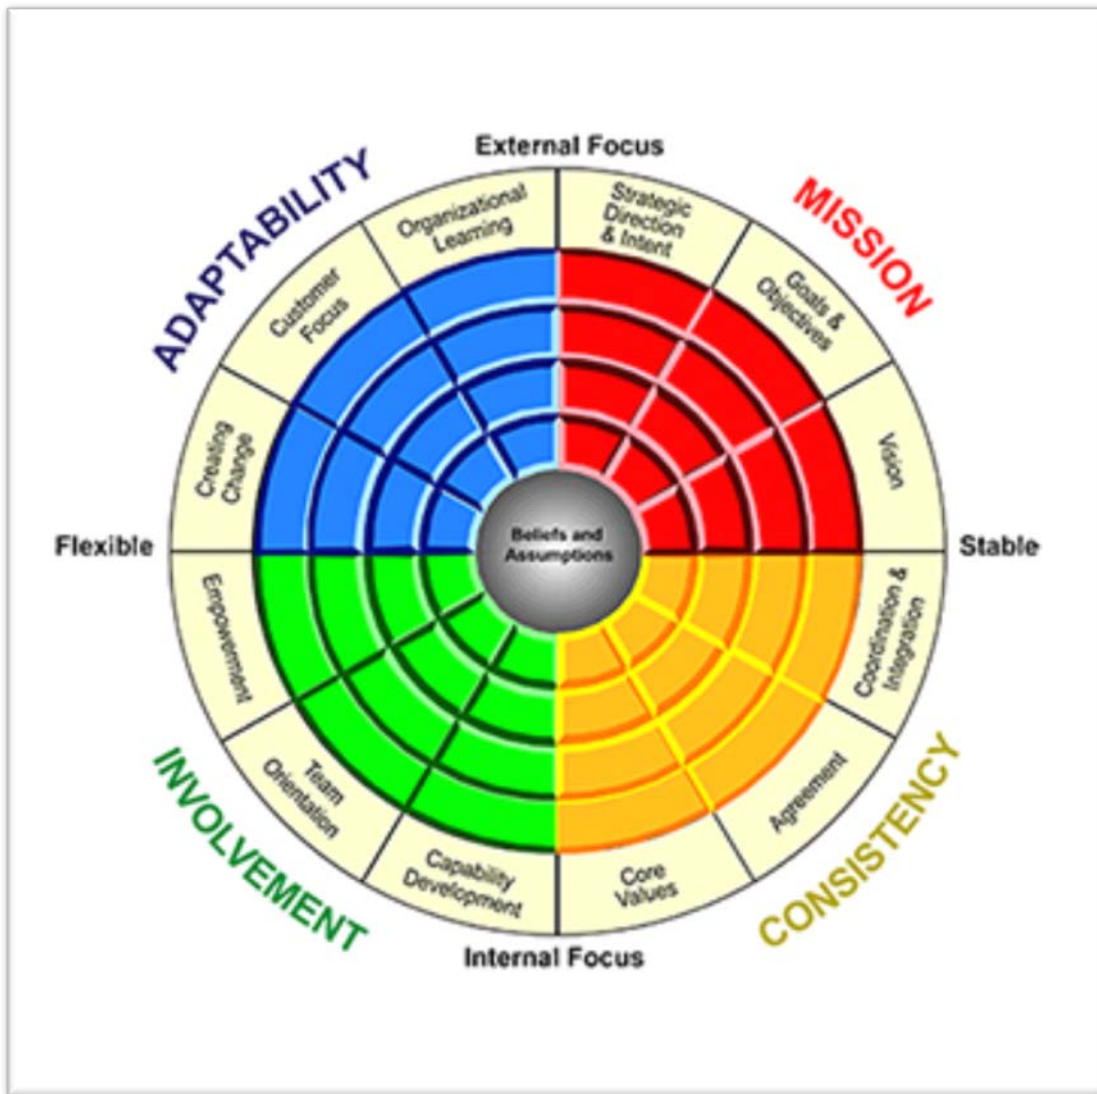 External Focus
ADAPTABILITY
MISSION
Organizational
Learning
Strategic
Direction
& Intent
Customer
Focus
Goals &
Objectives
Creating
Change
Vision
Flexible
Beliefs and
Assumptions
Stable
Empowerment
Coordination &
Integration
Team
Orientation
Agreement
Capability
Development
Core
Values
INVOLVEMENT
CONSISTENCY
Internal Focus